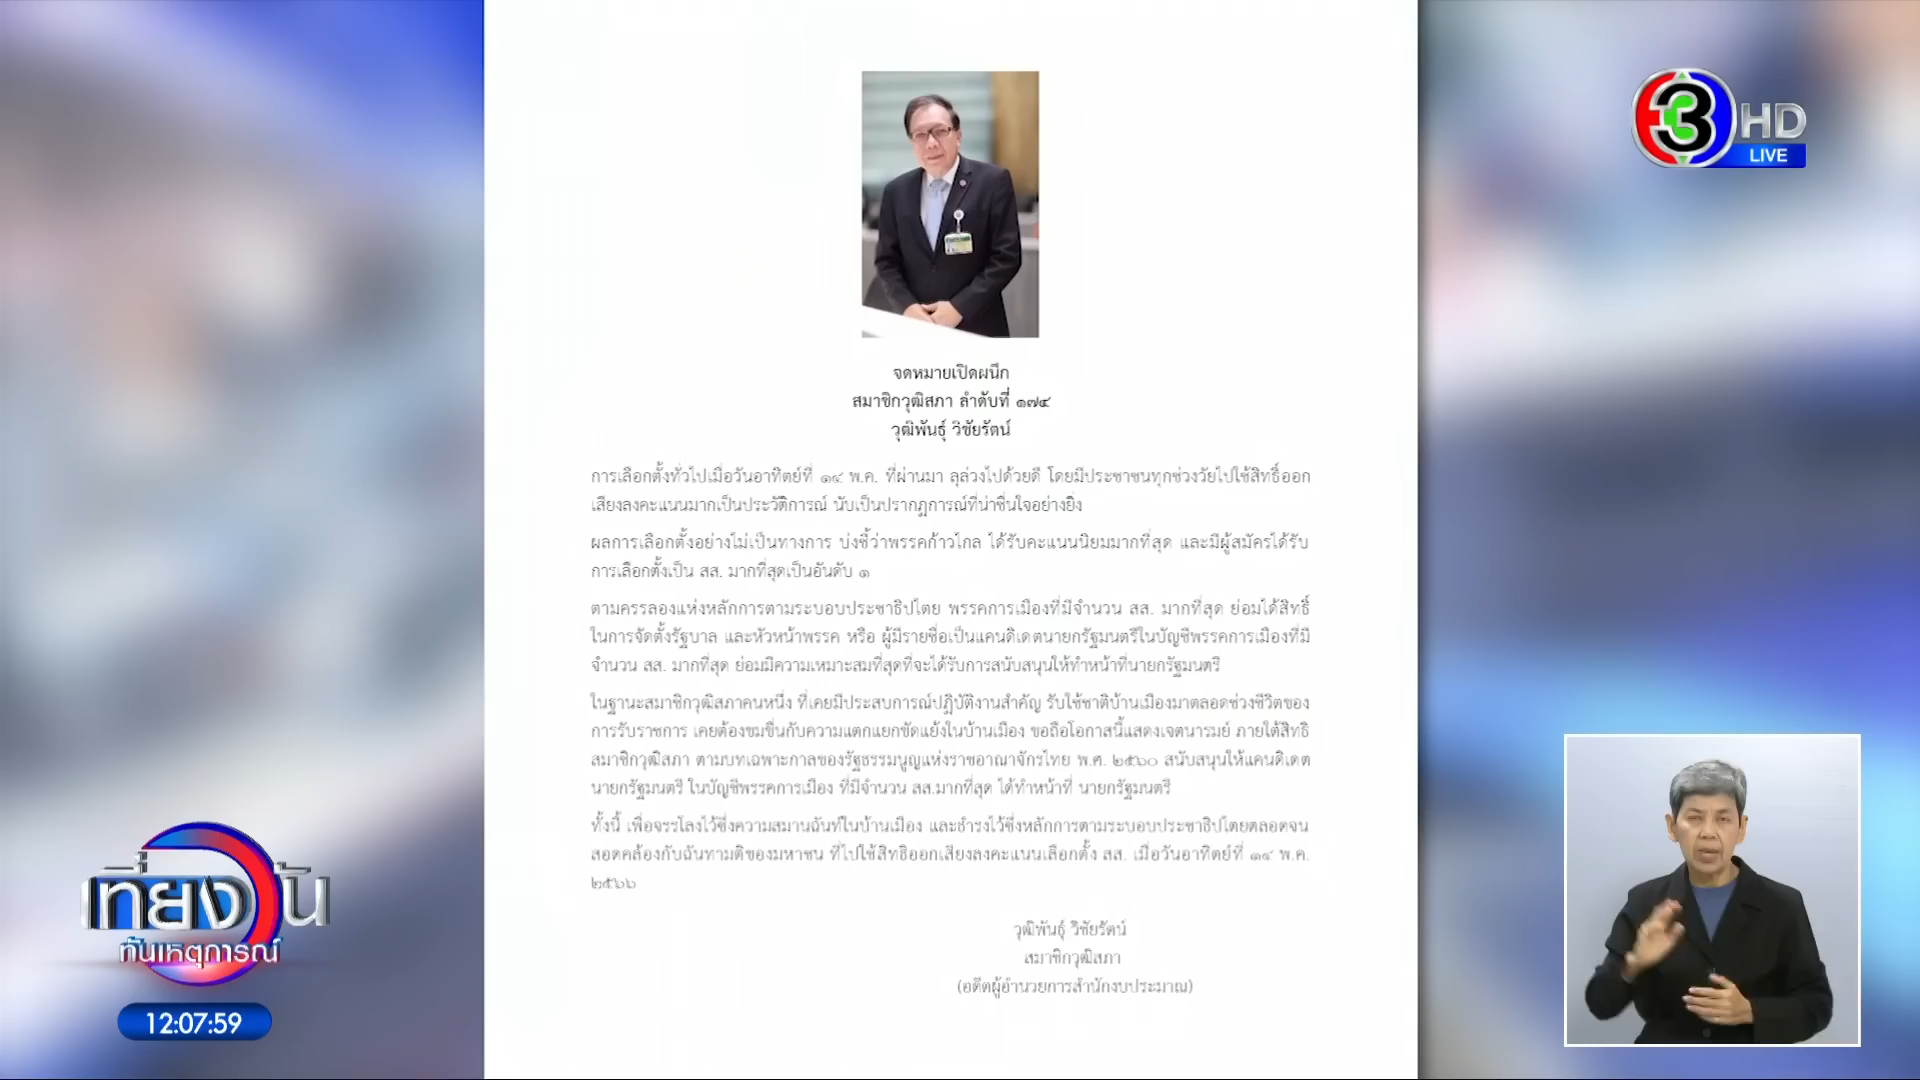 3 HD
LIVE
จดหมายเปิดผนึก
สมาชิกวุฒิสภา ลำดับที่ ๑๗๔
วุฒิพันธุ์ วิชัยรัตน์
การเลือกตั้งทั่วไปเมื่อวันอาทิตย์ที่ ๑๔ พ.ค. ที่ผ่านมา ลุล่วงไปด้วยดี โดยมีประชาชนทุกช่วงวัยไปใช้สิทธิ์ออก
เสียงลงคะแนนมากเป็นประวัติการณ์ นับเป็นปรากฏการณ์ที่น่าชื่นใจอย่างยิ่ง
ผลการเลือกตั้งอย่างไม่เป็นทางการ บ่งชี้ว่าพรรคก้าวไกล ได้รับคะแนนนิยมมากที่สุด และมีผู้สมัครได้รับ
การเลือกตั้งเป็น สส. มากที่สุดเป็นอันดับ ๑
ตามครรลองแห่งหลักการตามระบอบประชาธิปไตย พรรคการเมืองที่มีจำนวน สส. มากที่สุด ย่อมได้สิทธิ์
ในการจัดตั้งรัฐบาล และหัวหน้าพรรค หรือ ผู้มีรายชื่อเป็นแคนดิเดตนายกรัฐมนตรีในบัญชีพรรคการเมืองที่มี
จำนวน สส. มากที่สุด ย่อมมีความเหมาะสมที่สุดที่จะได้รับการสนับสนุนให้ทำหน้าที่นายกรัฐมนตรี
ในฐานะสมาชิกวุฒิสภาคนหนึ่ง ที่เคยมีประสบการณ์ปฏิบัติงานสำคัญ รับใช้ชาติบ้านเมืองมาตลอดช่วงชีวิตของ
การรับราชการ เคยต้องขมขื่นกับความแตกแยกขัดแย้งในบ้านเมือง ขอถือโอกาสนี้แสดงเจตนารมย์ ภายใต้สิทธิ
สมาชิกวุฒิสภา ตามบทเฉพาะกาลของรัฐธรรมนูญแห่งราชอาณาจักรไทย พ.ศ. ๒๕๖๐ สนับสนุนให้แคนดิเดต
นายกรัฐมนตรี ในบัญชีพรรคการเมือง ที่มีจำนวน สส.มากที่สุด ได้ทำหน้าที่ นายกรัฐมนตรี
ทั้งนี้ เพื่อจรรโลงไว้ซึ่งความสมานฉันท์ในบ้านเมือง และธำรงไว้ซึ่งหลักการตามระบอบประชาธิปไตยตลอดจน
สอดคล้องกับฉันทามติของมหาชน ที่ไปใช้สิทธิออกเสียงลงคะแนนเลือกตั้ง สส. เมื่อวันอาทิตย์ที่ ๑๔ พ.ค.
๒๕๖๖
วุฒิพันธุ์ วิชัยรัตน์
สมาชิกวุฒิสภา
(อดีตผู้อำนวยการสำนักงบประมาณ)
เที่ยงวัน
ทันเหตุการณ์
12:07:59